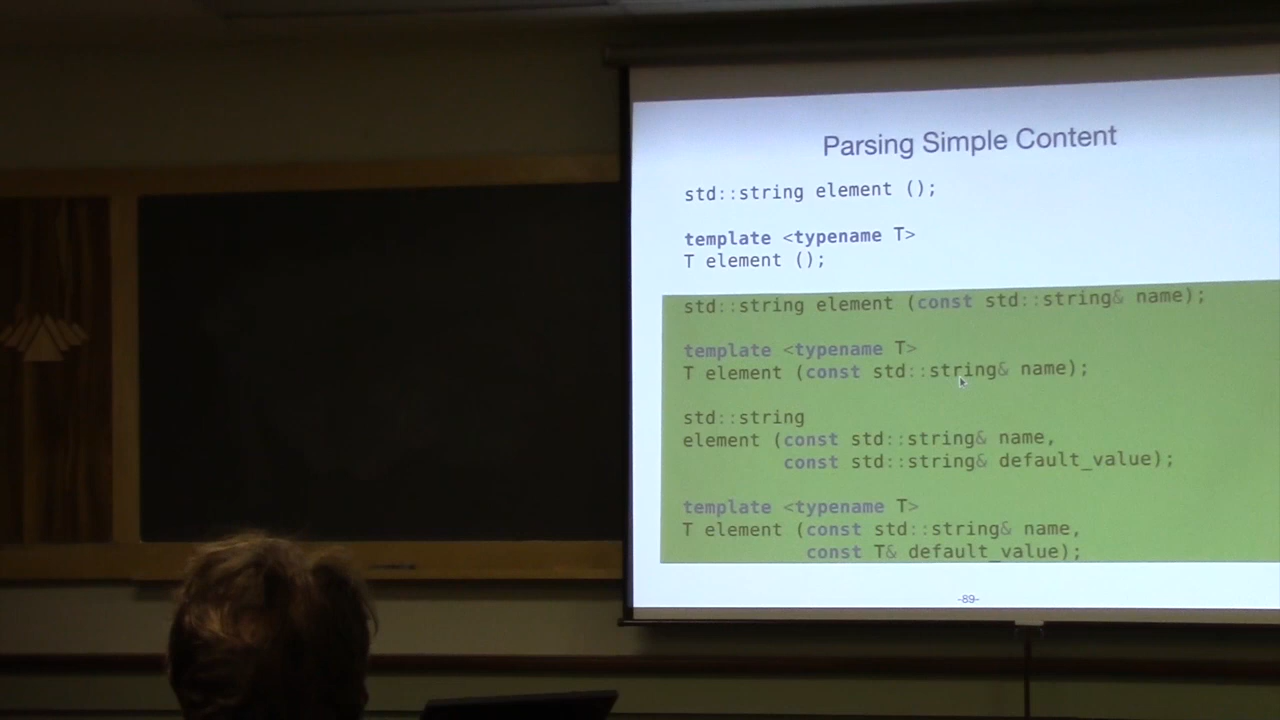 Parsing Simple Content
std::string element ();
template <typename T>
T element ();
std::string element (const std::string& name);
template <typename T>
T element (const std::string& name);
std::string
element (const std::string& name,
const std::string& default_value);
template <typename T>
T element (const std::string& name,
const T& default_value);
-89-